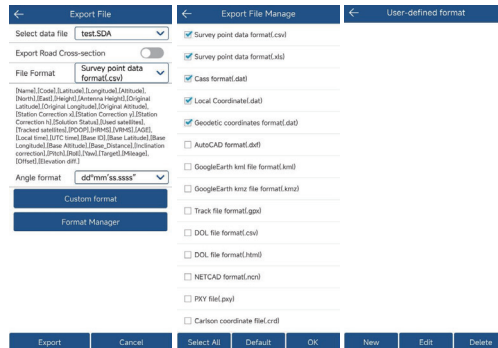 Export File
Select data file
test.SDA
Export Road Cross-section
File Format
Survey point data
format(.csv)
[Name],[Code],[Latitude],[Longitude],[Altitude],
[North],[East],[Height],[Antenna Height],[Original
Latitude],[Original Longitude],[Original Altitude],
[Station Correction x],[Station Correction y],[Station
Correction h],[Solution Status],[Used satellites],
[Tracked satellites],[PDOP],[HRMS],[VRMS],[AGE],
[Local time],[UTC time],[Base ID],[Base Latitude],[Base
Longitude],[Base Altitude],[Base_Distance],[Inclination
correction],[Pitch],[Roll],[Yaw],[Target],[Mileage],
[Offset],[Elevation diff.]
Angle format
dd°mm'ss.ssss"
Custom format
Format Manager
Export
Cancel
Export File Manage
Survey point data format(.csv)
Survey point data format(.xls)
Cass format(.dat)
Local Coordinate(.dat)
Geodetic coordinates format(.dat)
AutoCAD format(.dxf)
GoogleEarth kml file format(.kml)
GoogleEarth kmz file format(.kmz)
Track file format(.gpx)
DOL file format(.csv)
DOL file format(.html)
NETCAD format(.ncn)
PXY file(.pxy)
Carlson coordinate file(.crd)
Select All
Default
OK
User-defined format
New
Edit
Delete